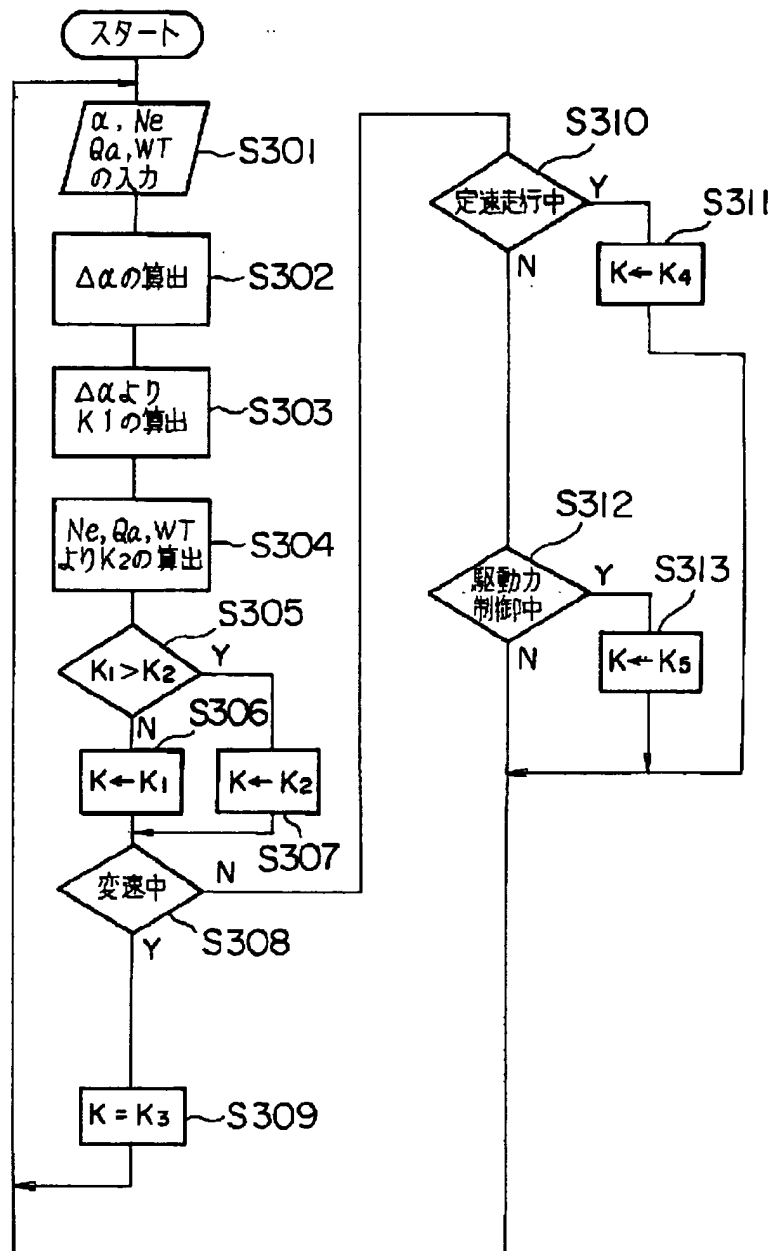 スタート
α, Ne
Qa, WT
の入力
S301
Δαの算出
S302
Δαより
K1の算出
S303
Ne, Qa, WT
よりK2の算出
S304
S305
K1>K2
Y
N
S306
K←K1
K←K2
S307
変速中
N
S308
Y
K=K3
S309
S310
定速走行中
Y
S311
N
K←K4
S312
駆動力
制御中
Y
S313
N
K←K5